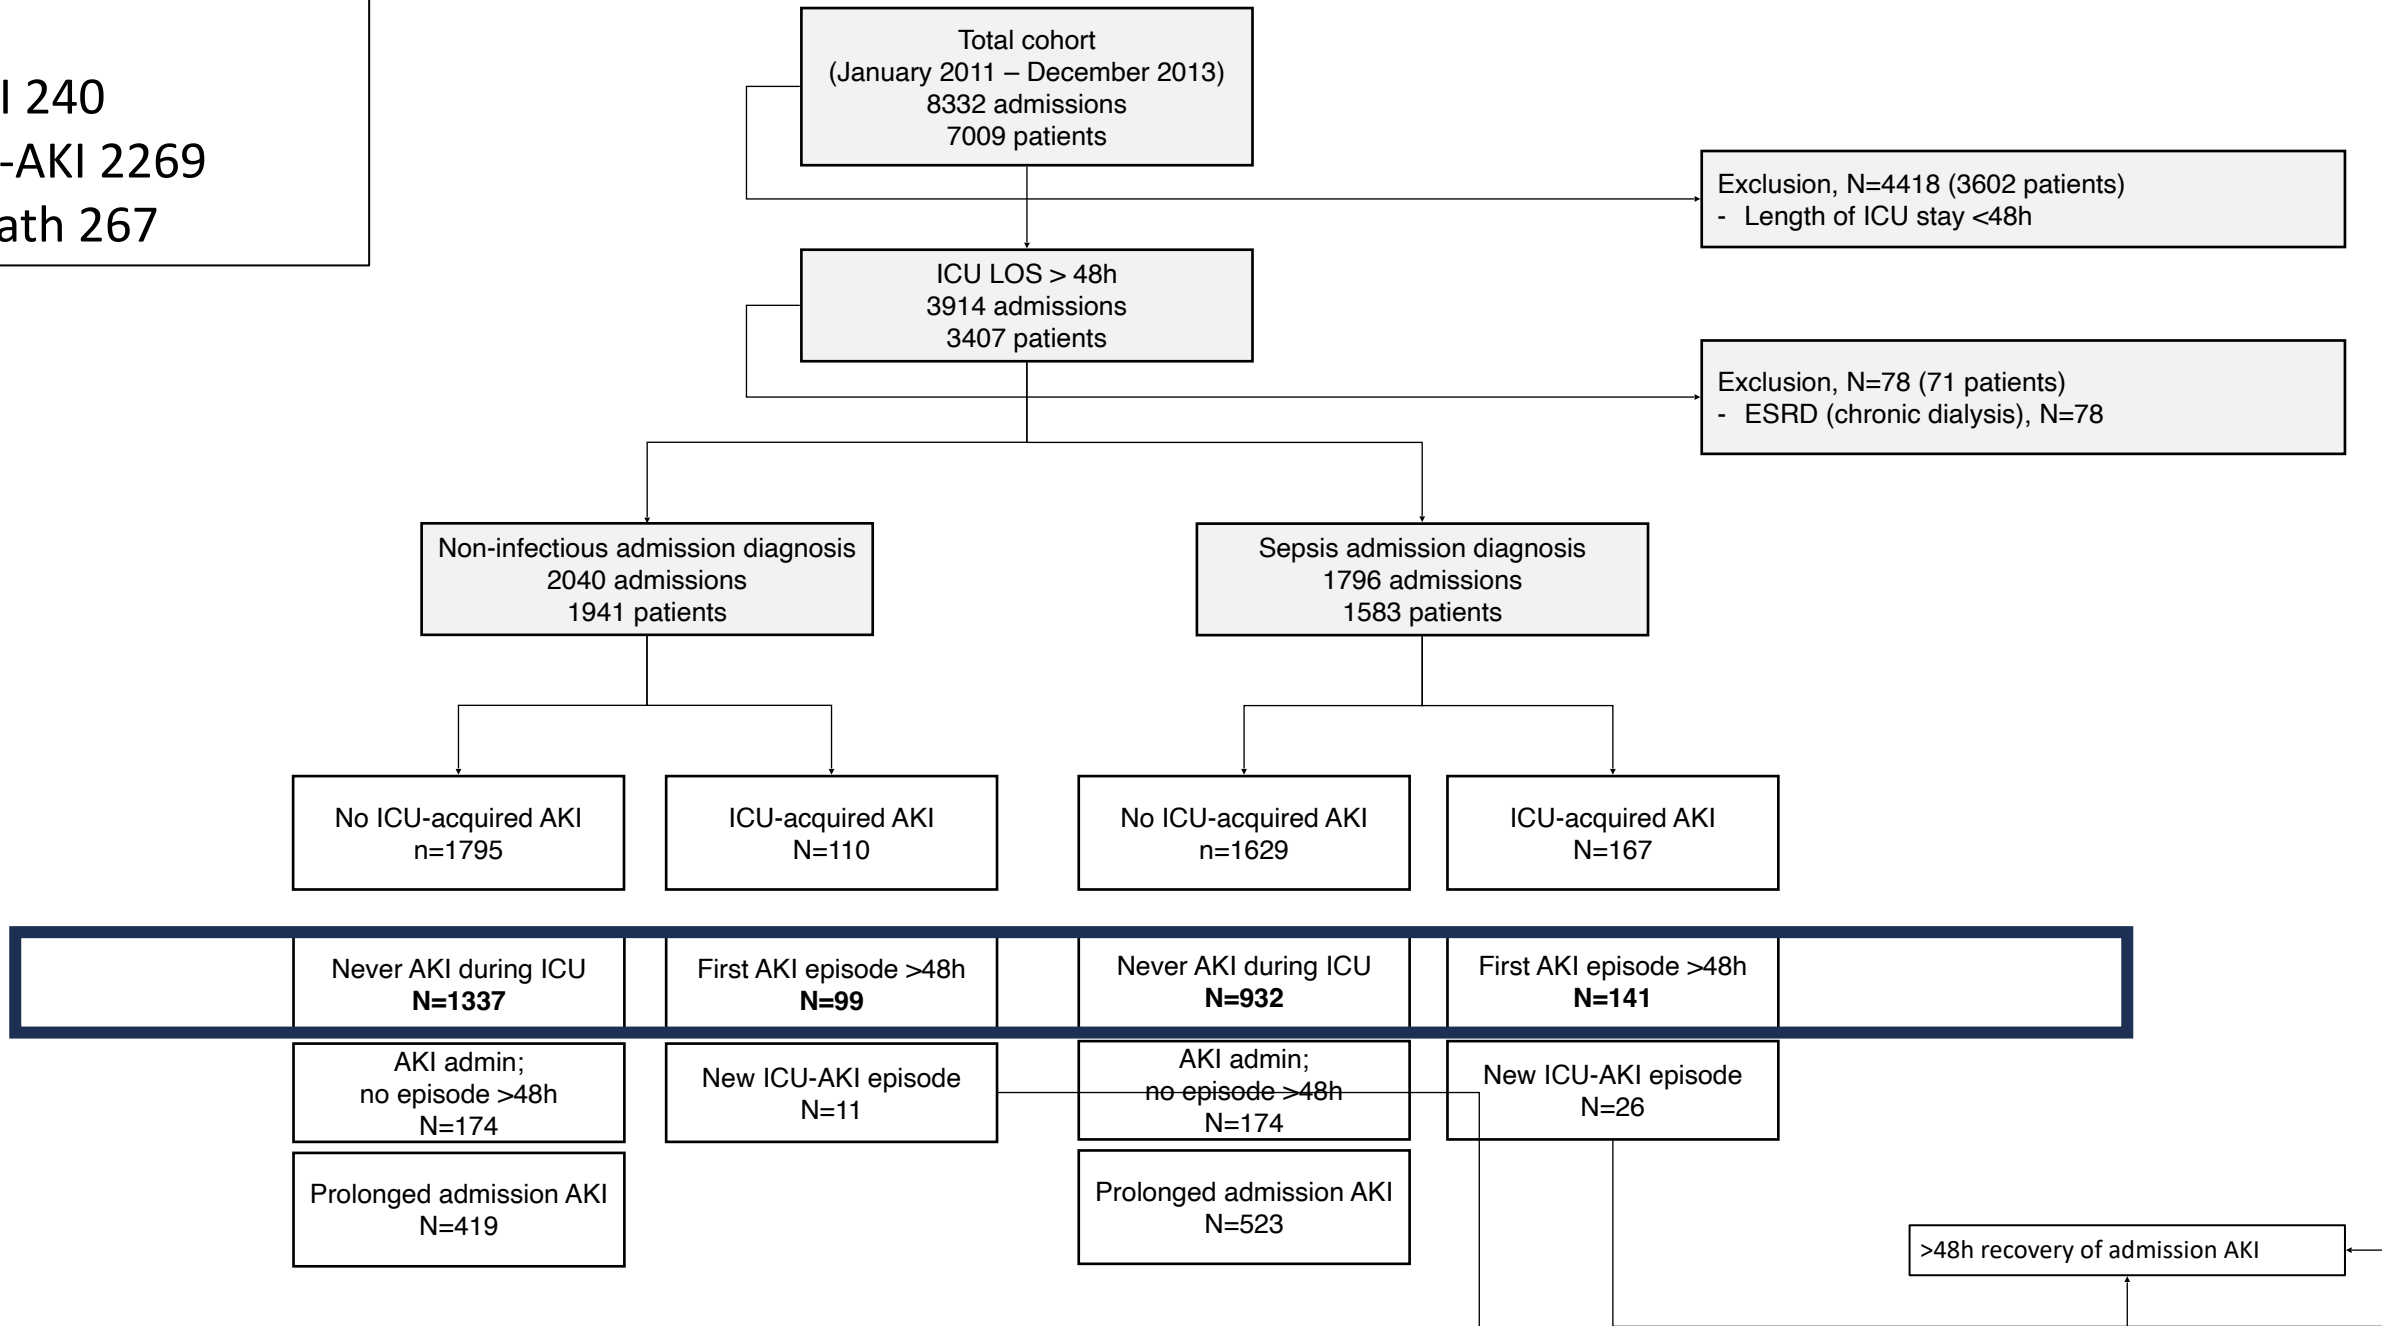 I 240
-AKI 2269
ath 267
Total cohort
(January 2011 – December 2013)
8332 admissions
7009 patients
Exclusion, N=4418 (3602 patients)
- Length of ICU stay <48h
ICU LOS > 48h
3914 admissions
3407 patients
Exclusion, N=78 (71 patients)
- ESRD (chronic dialysis), N=78
Non-infectious admission diagnosis
2040 admissions
1941 patients
Sepsis admission diagnosis
1796 admissions
1583 patients
No ICU-acquired AKI
n=1795
ICU-acquired AKI
N=110
No ICU-acquired AKI
n=1629
ICU-acquired AKI
N=167
Never AKI during ICU
N=1337
First AKI episode >48h
N=99
Never AKI during ICU
N=932
First AKI episode >48h
N=141
AKI admin;
no episode >48h
N=174
New ICU-AKI episode
N=11
AKI admin;
no episode >48h
N=174
New ICU-AKI episode
N=26
Prolonged admission AKI
N=419
Prolonged admission AKI
N=523
>48h recovery of admission AKI